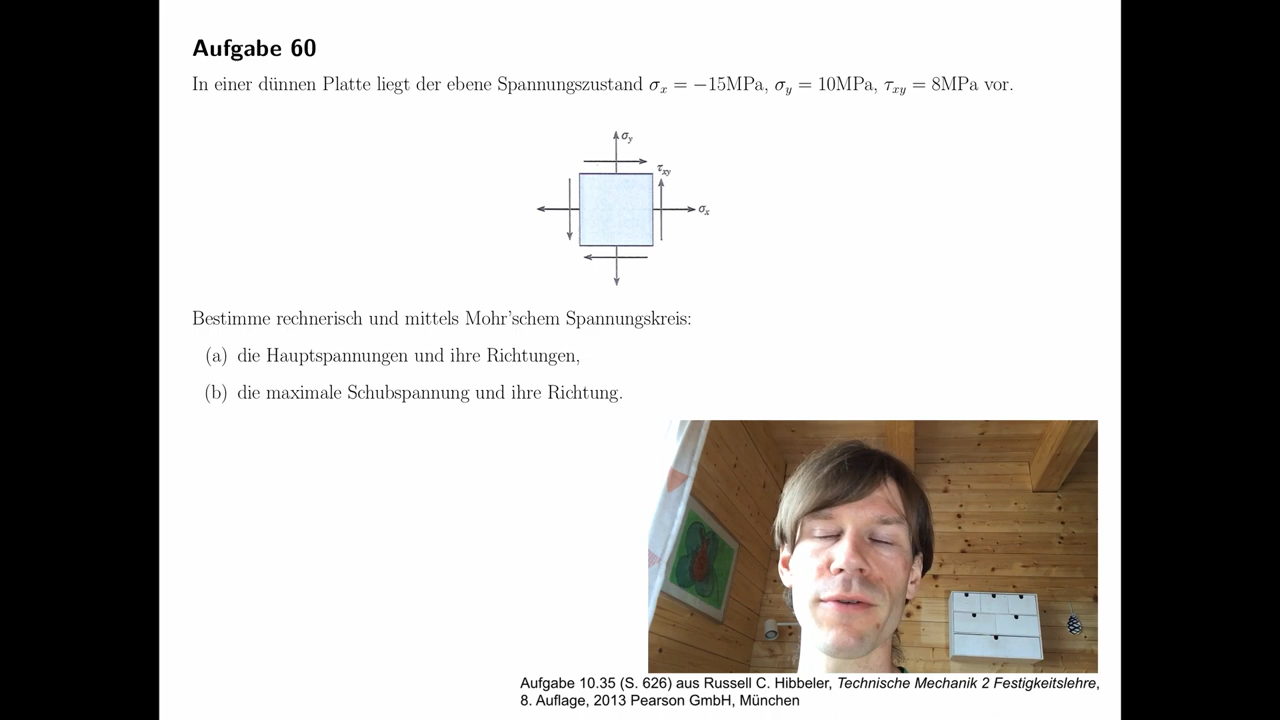 Aufgabe 60
In einer dünnen Platte liegt der ebene Spannungszustand σx = −15MPa, σy = 10MPa, τxy = 8MPa vor.
σy
τxy
σx
Bestimme rechnerisch und mittels Mohr'schem Spannungskreis:
(a) die Hauptspannungen und ihre Richtungen,
(b) die maximale Schubspannung und ihre Richtung.
Aufgabe 10.35 (S. 626) aus Russell C. Hibbeler, Technische Mechanik 2 Festigkeitslehre,
8. Auflage, 2013 Pearson GmbH, München